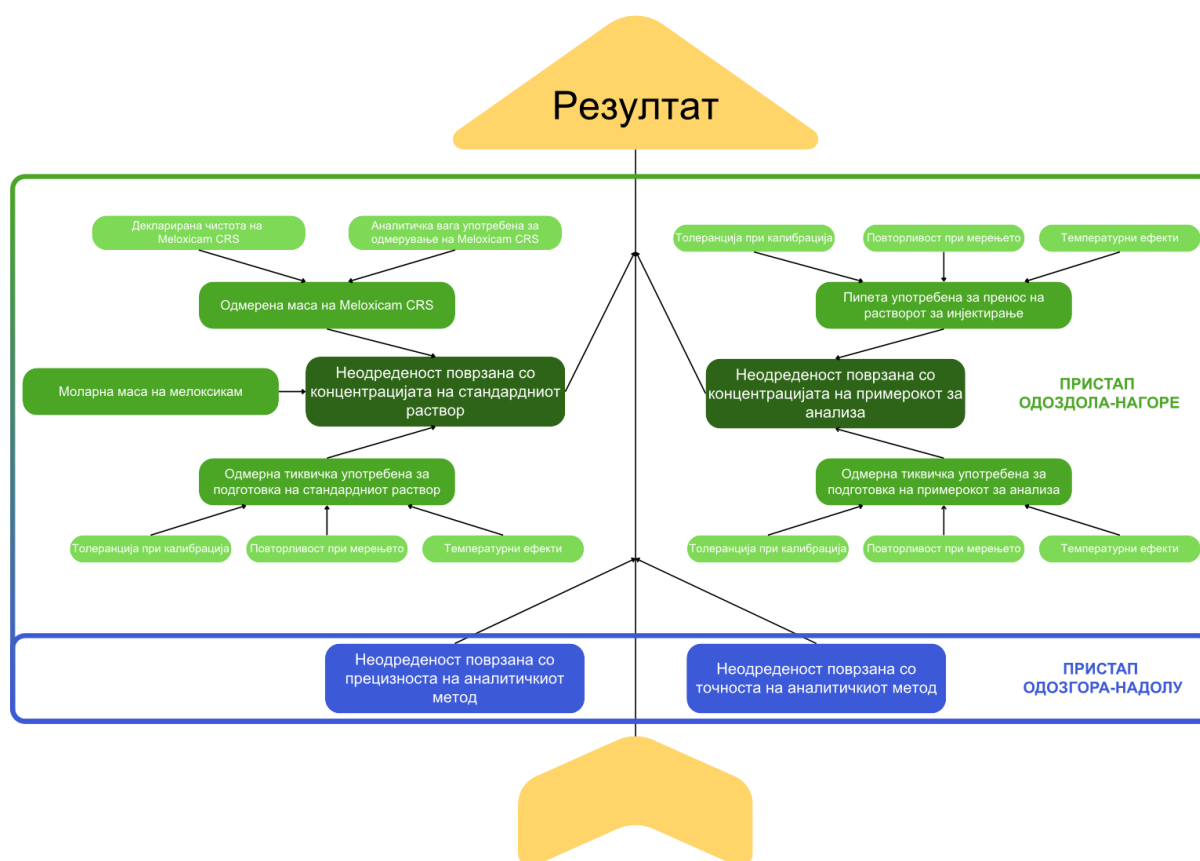 Резултат
Декларирана чистота на
Meloxicam CRS
Аналитичка вага употребена за
одмерување на Meloxicam CRS
Одмерена маса на Meloxicam CRS
Моларна маса на мелоксикам
Неодреденост поврзана со
концентрацијата на стандардниот
раствор
Одмерна тиквичка употребена за
подготовка на стандардниот раствор
Толеранција при калибрација
Повторливост при мерењето
Температурни ефекти
Толеранција при калибрација
Повторливост при мерењето
Температурни ефекти
Пипета употребена за пренос на
растворот за инјектирање
Неодреденост поврзана со
концентрацијата на примерокот за
анализа
ПРИСТАП
ОДОЗДОЛА-НАГОРЕ
Одмерна тиквичка употребена за
подготовка на примерокот за анализа
Толеранција при калибрација
Повторливост при мерењето
Температурни ефекти
Неодреденост поврзана со
прецизноста на аналитичкиот
метод
Неодреденост поврзана со
точноста на аналитичкиот метод
ПРИСТАП
ОДОЗГОРА-НАДОЛУ